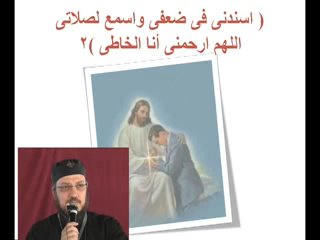 ( اسندنى فى ضعفى واسمع لصلاتى
اللهم ارحمنى أنا الخاطى )٢